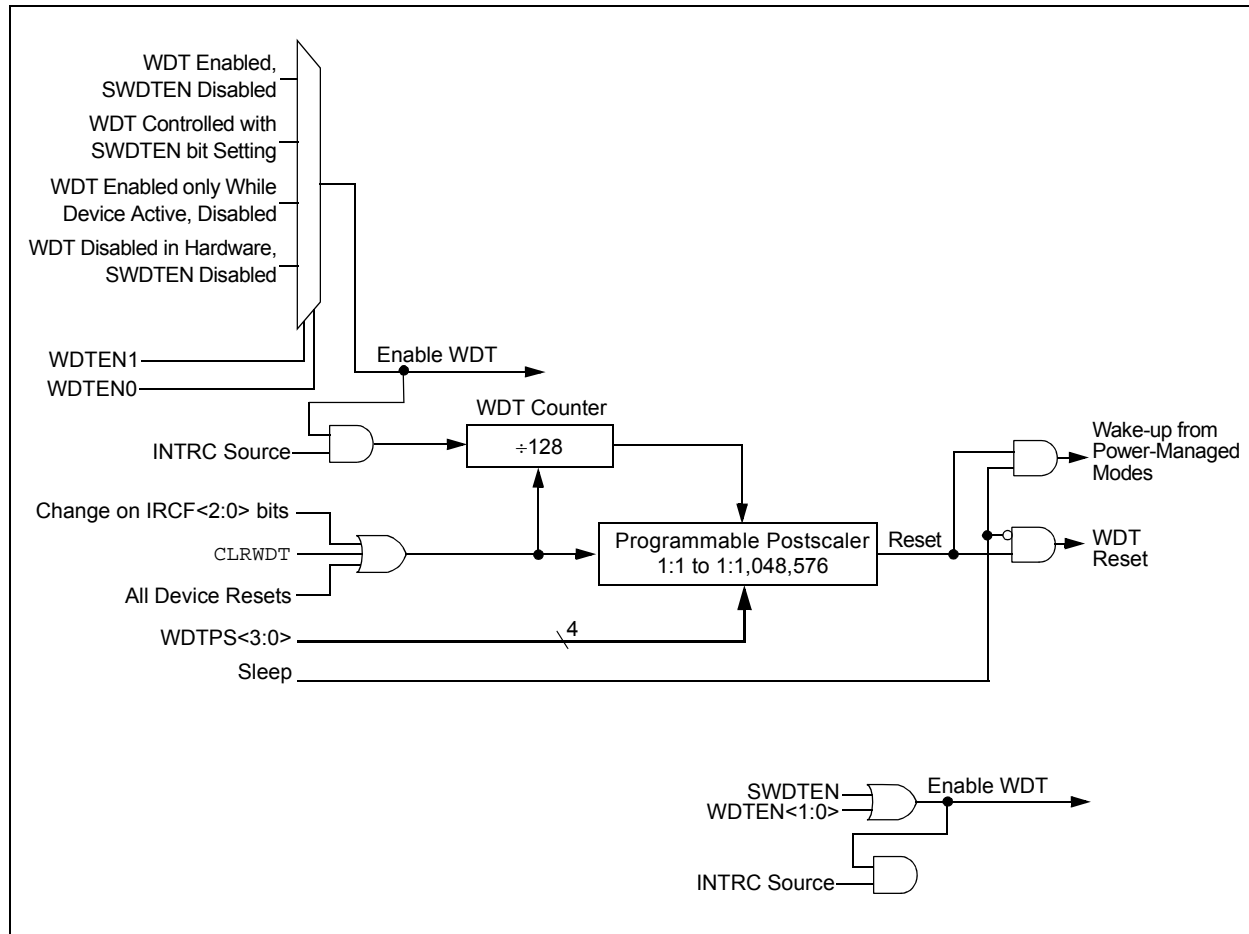 WDT Enabled,
SWDTEN Disabled
WDT Controlled with
SWDTEN bit Setting
WDT Enabled only While
Device Active, Disabled
WDT Disabled in Hardware,
SWDTEN Disabled
WDTEN1
WDTEN0
Enable WDT
WDT Counter
INTRC Source
÷128
Wake-up from
Power-Managed
Modes
Change on IRCF<2:0> bits
CLRWDT
All Device Resets
Programmable Postscaler
1:1 to 1:1,048,576
Reset
WDT
Reset
WDTPS<3:0>
4
Sleep
SWDTEN
WDTEN<1:0>
Enable WDT
INTRC Source